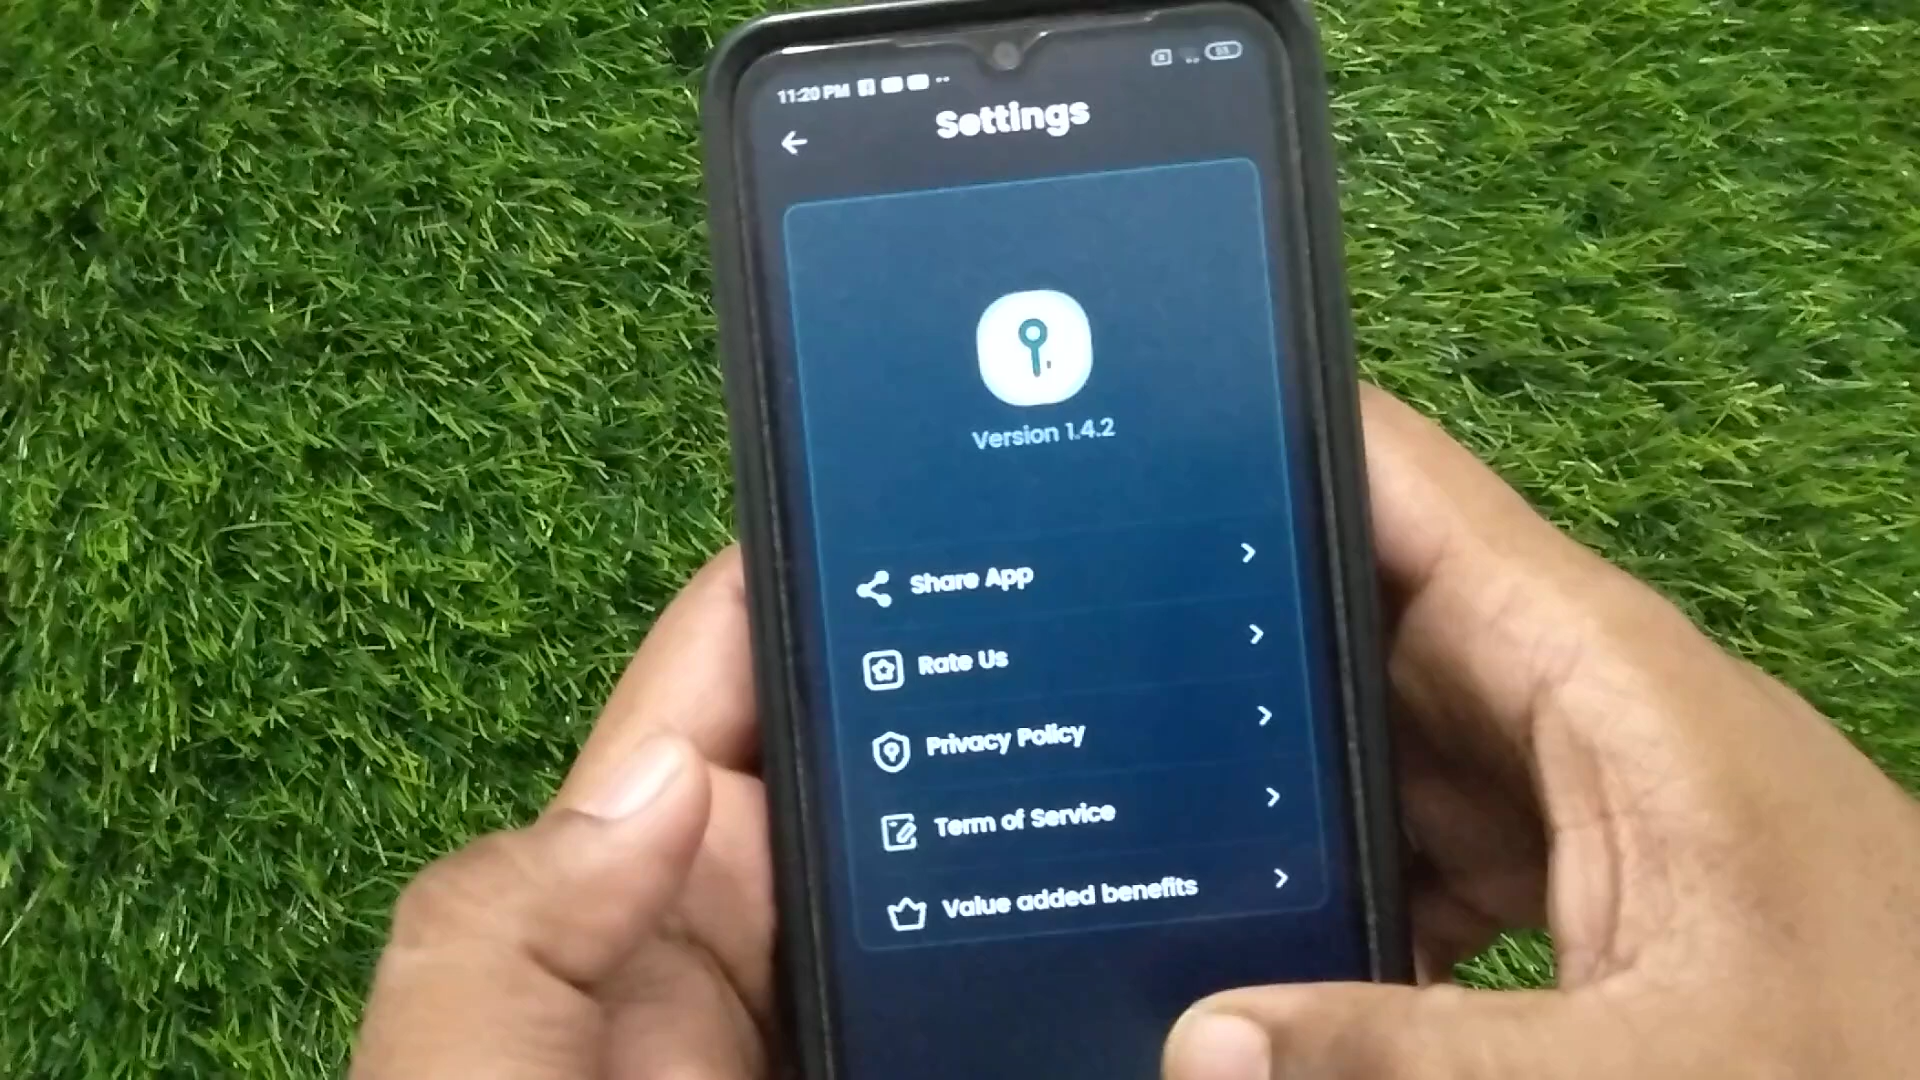 11:20 PM
Settings
Version 1.4.2
Share App
Rate Us
Privacy Policy
Term of Service
Value added benefits